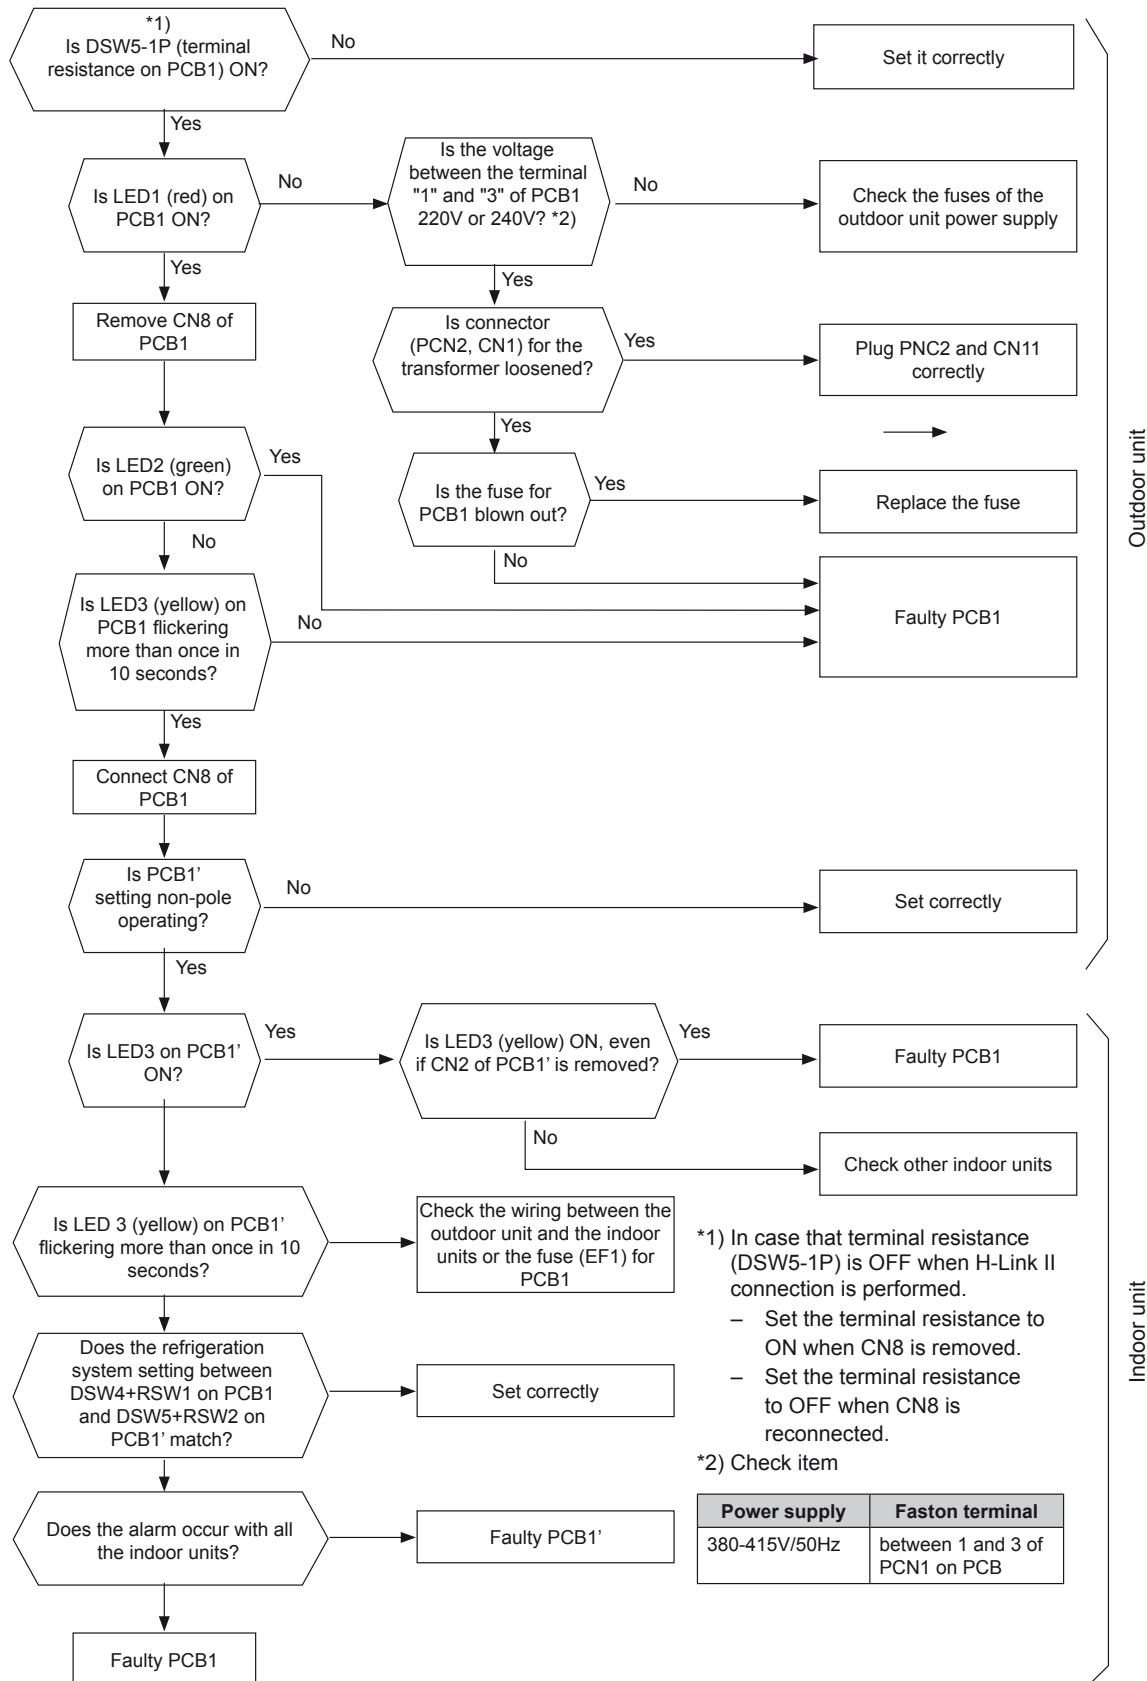 *1)
Is DSW5-1P (terminal
resistance on PCB1) ON?
No
Set it correctly
Yes
Is LED1 (red) on
PCB1 ON?
No
Is the voltage
between the terminal
"1" and "3" of PCB1
220V or 240V? *2)
No
Check the fuses of the
outdoor unit power supply
Yes
Yes
Remove CN8 of
PCB1
Is connector
(PCN2, CN1) for the
transformer loosened?
Yes
Plug PNC2 and CN11
correctly
Yes
Is LED2 (green)
on PCB1 ON?
Yes
Is the fuse for
PCB1 blown out?
Yes
Replace the fuse
No
No
Is LED3 (yellow) on
PCB1 flickering
more than once in
10 seconds?
No
Faulty PCB1
Yes
Connect CN8 of
PCB1
Is PCB1’
setting non-pole
operating?
No
Set correctly
Yes
Outdoor unit
Is LED3 on PCB1’
ON?
Yes
Is LED3 (yellow) ON, even
if CN2 of PCB1’ is removed?
Yes
Faulty PCB1
No
Check other indoor units
Is LED 3 (yellow) on PCB1’
flickering more than once in 10
seconds?
Check the wiring between the
outdoor unit and the indoor
units or the fuse (EF1) for
PCB1
Does the refrigeration
system setting between
DSW4+RSW1 on PCB1
and DSW5+RSW2 on
PCB1’ match?
Set correctly
Does the alarm occur with all
the indoor units?
Faulty PCB1’
Faulty PCB1
Indoor unit
*1) In case that terminal resistance
(DSW5-1P) is OFF when H-Link II
connection is performed.
– Set the terminal resistance to
ON when CN8 is removed.
– Set the terminal resistance
to OFF when CN8 is
reconnected.
*2) Check item
Power supply Faston terminal
380-415V/50Hz between 1 and 3 of
PCN1 on PCB